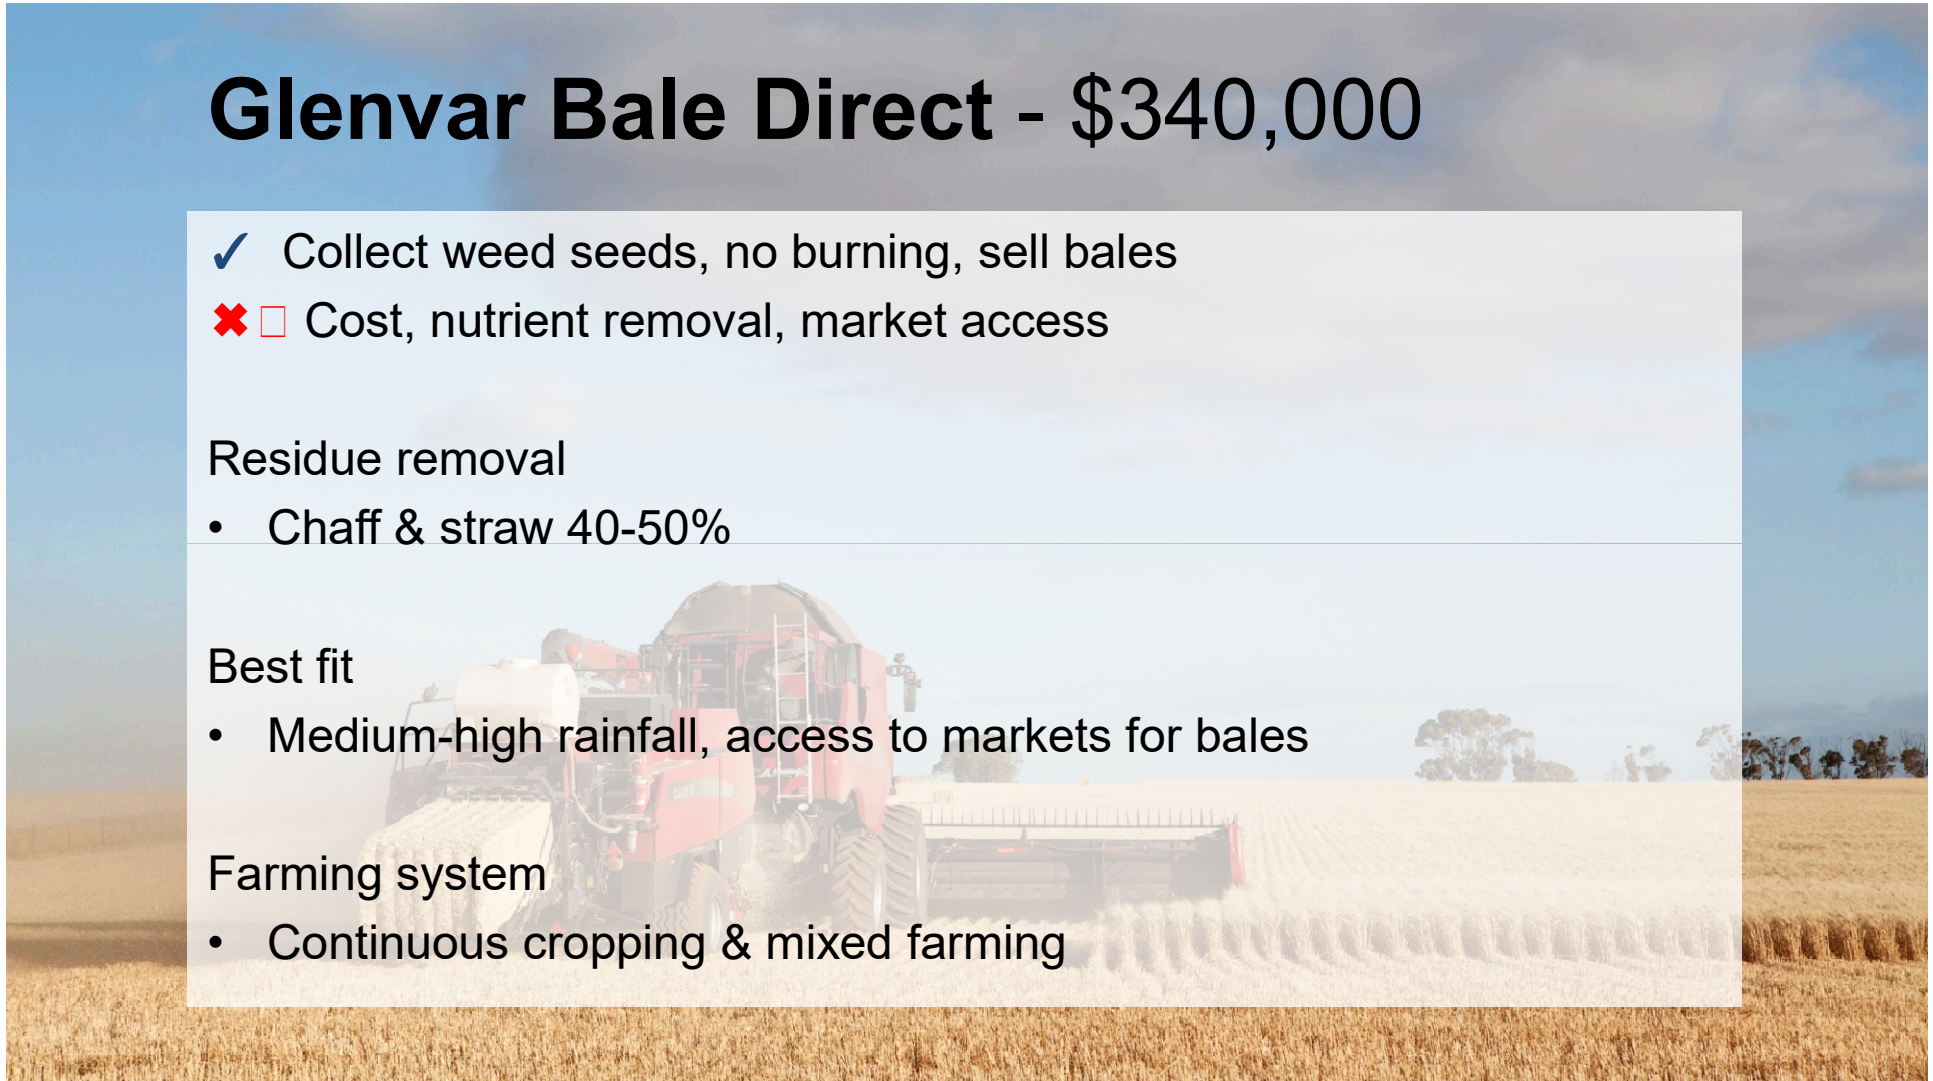 Glenvar Bale Direct - $340,000
✓ Collect weed seeds, no burning, sell bales
✖ Cost, nutrient removal, market access
Residue removal
• Chaff & straw 40-50%
Best fit
• Medium-high rainfall, access to markets for bales
Farming system
• Continuous cropping & mixed farming